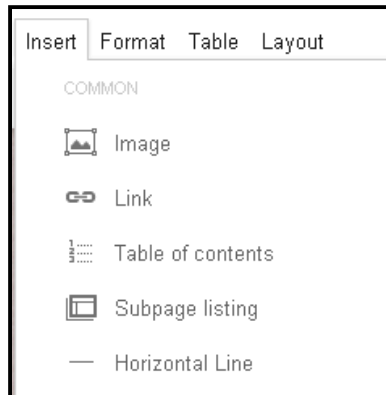 Insert Format Table Layout
COMMON
Image
Link
Table of contents
Subpage listing
Horizontal Line